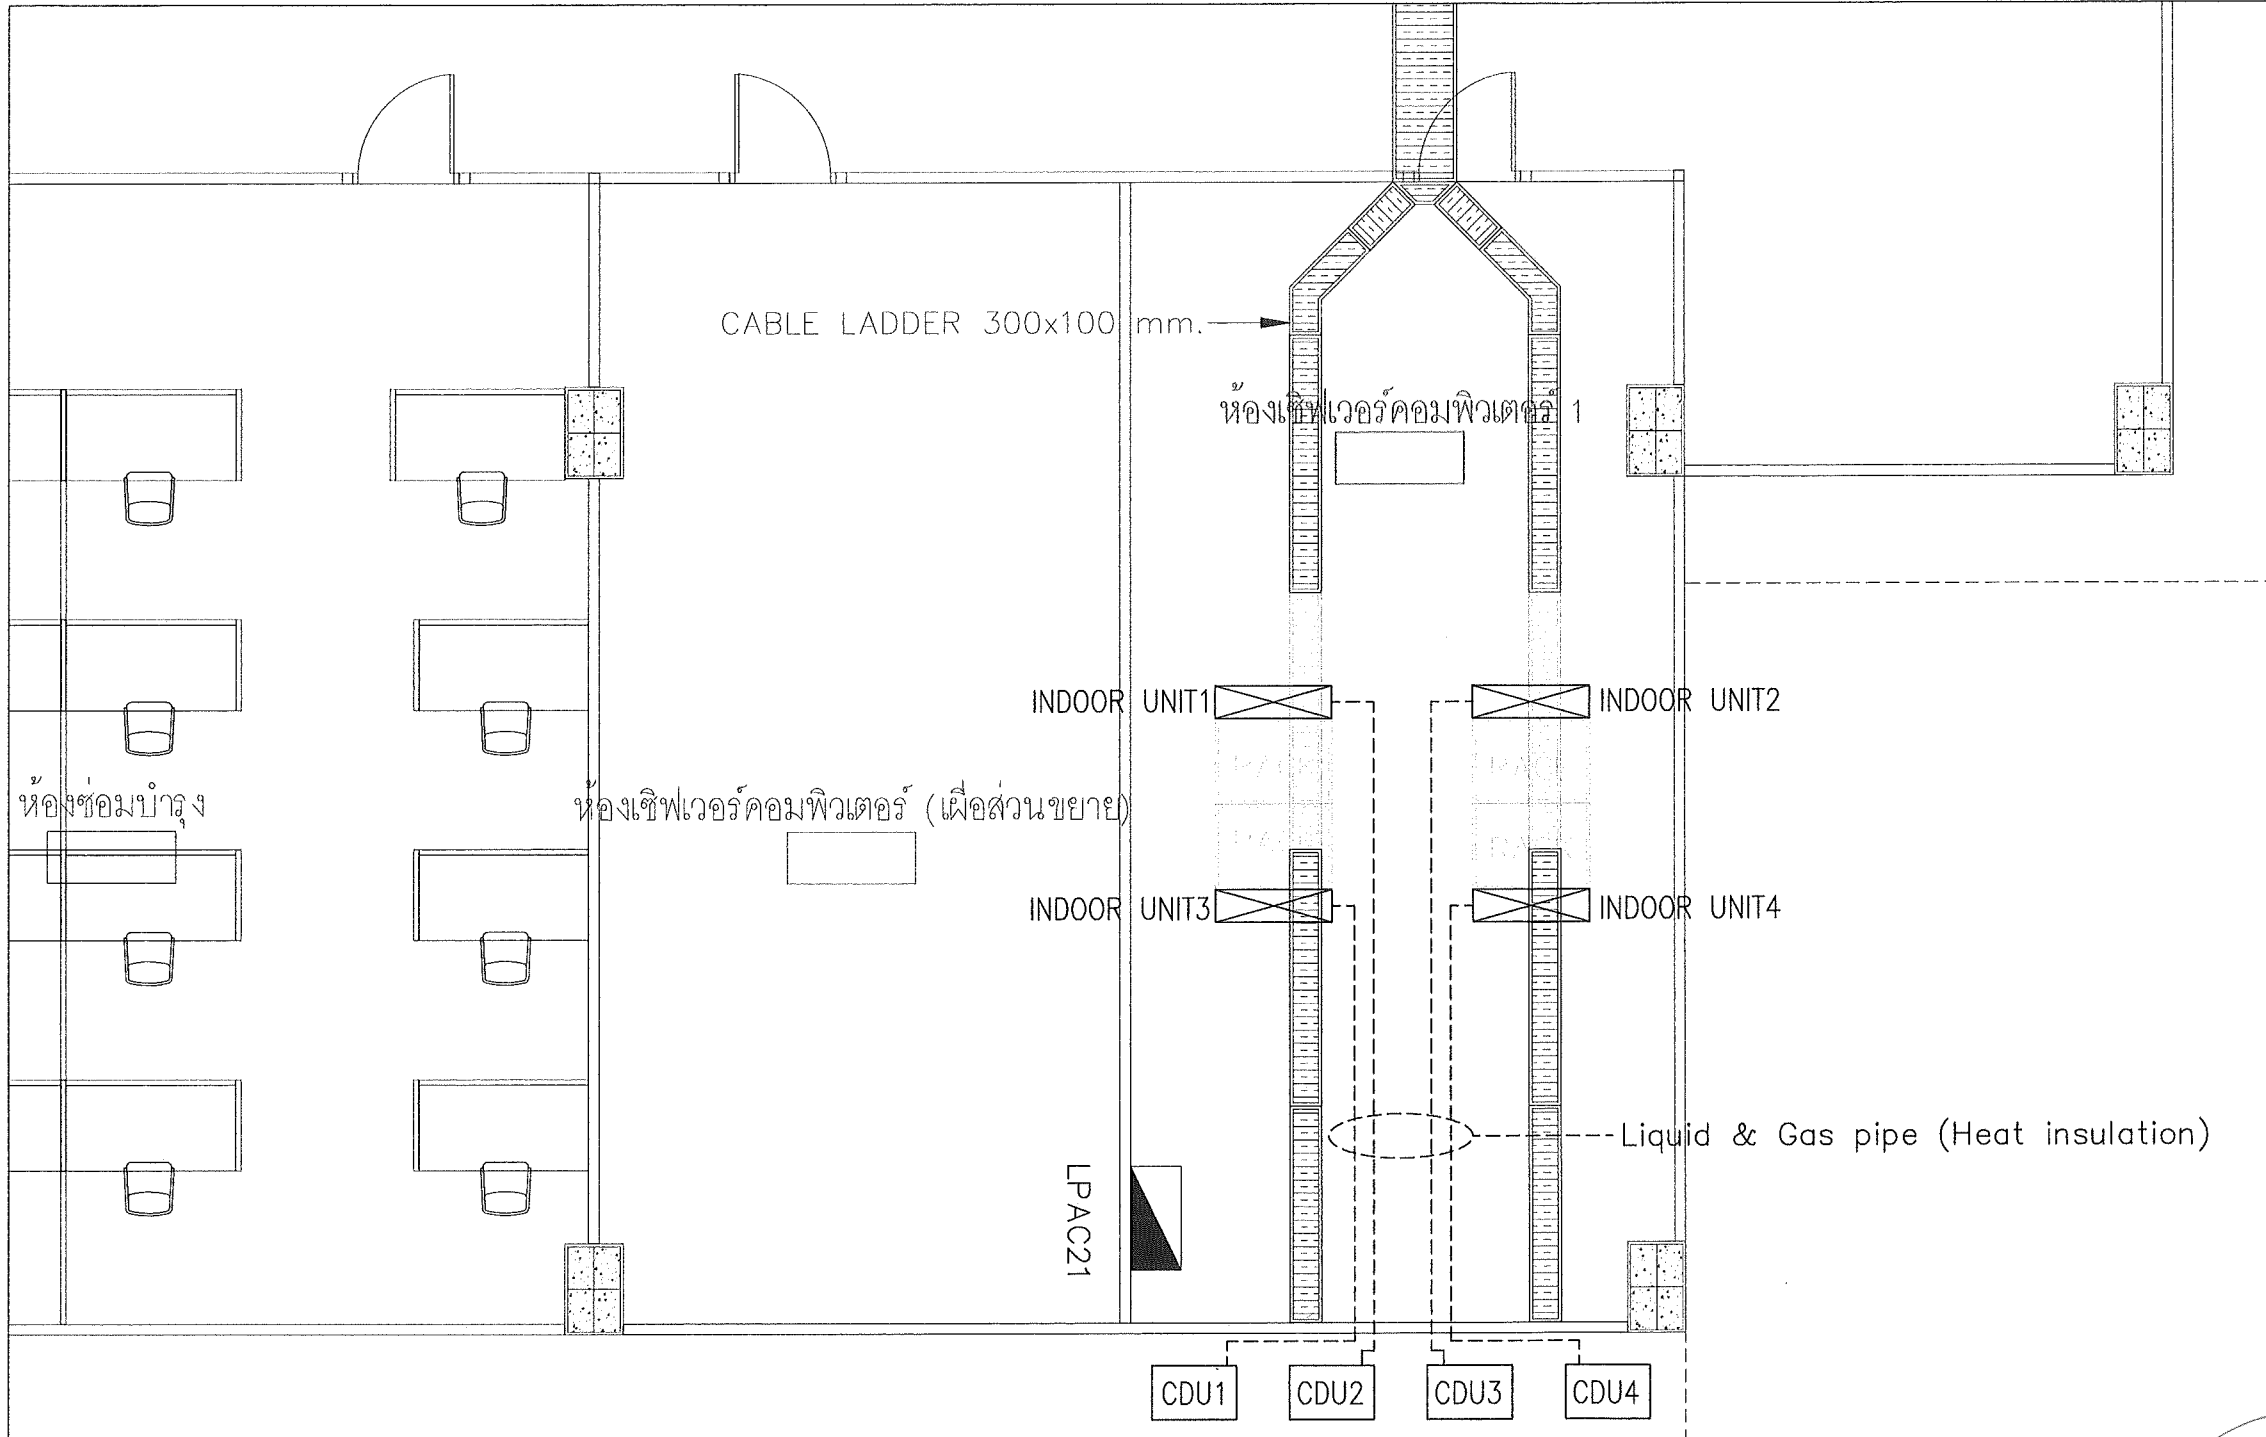 CABLE LADDER 300x100 mm.
ห้องเซิฟเวอร์คอมพิวเตอร์ 1
INDOOR UNIT1
INDOOR UNIT2
RACK
RACK
ห้องซ่อมบำรุง
ห้องเซิฟเวอร์คอมพิวเตอร์ (เผื่อส่วนขยาย)
RACK
RACK
INDOOR UNIT3
INDOOR UNIT4
Liquid & Gas pipe (Heat insulation)
LPAC21
CDU1
CDU2
CDU3
CDU4